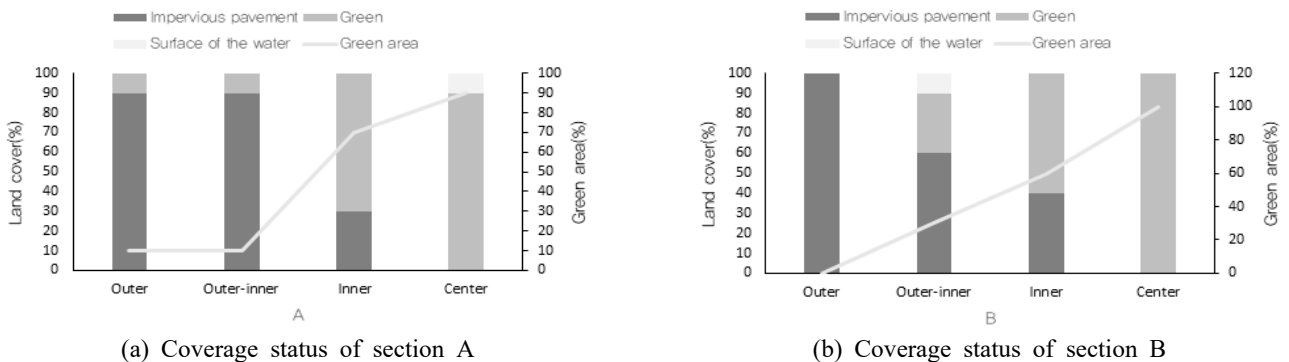 Impervious pavement
Green
Surface of the water
Green area
100
90
80
70
60
50
40
30
20
10
0
Land cover(%)
100
90
80
70
60
50
40
30
20
10
0
Green area(%)
Outer
Outer-inner
Inner
Center
A
(a) Coverage status of section A
Impervious pavement
Green
Surface of the water
Green area
100
90
80
70
60
50
40
30
20
10
0
Land cover(%)
120
100
80
60
40
20
0
Green area(%)
Outer
Outer-inner
Inner
Center
B
(b) Coverage status of section B